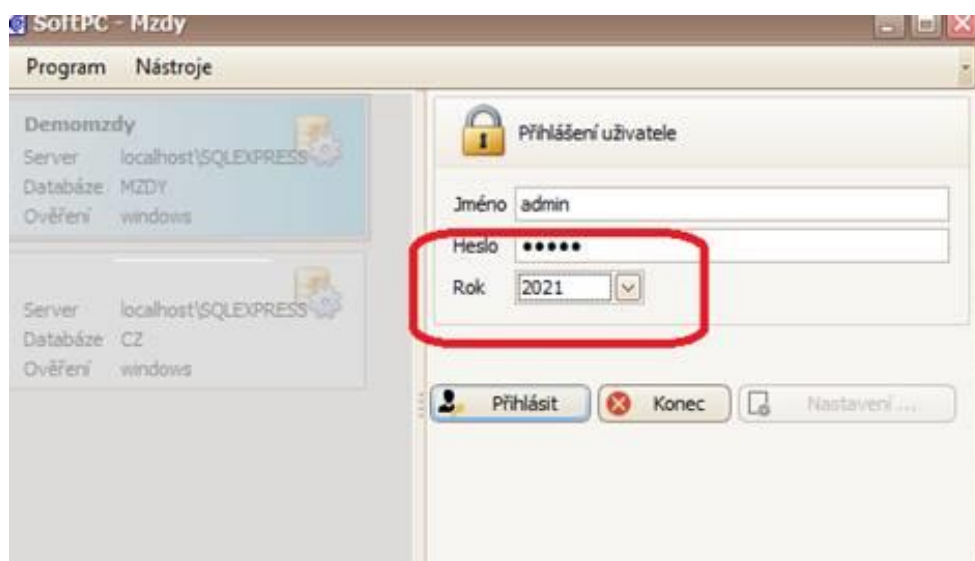 SoftPC - Mzdy
Program Nástroje
Demomzdy
Server localhost\SQLEXPRESS
Databáze MZDY
Ověření windows
Server localhost\SQLEXPRESS
Databáze CZ
Ověření windows
Přihlášení uživatele
Jméno admin
Heslo •••••
Rok 2021
Přihlásit Konec Nastavení ...